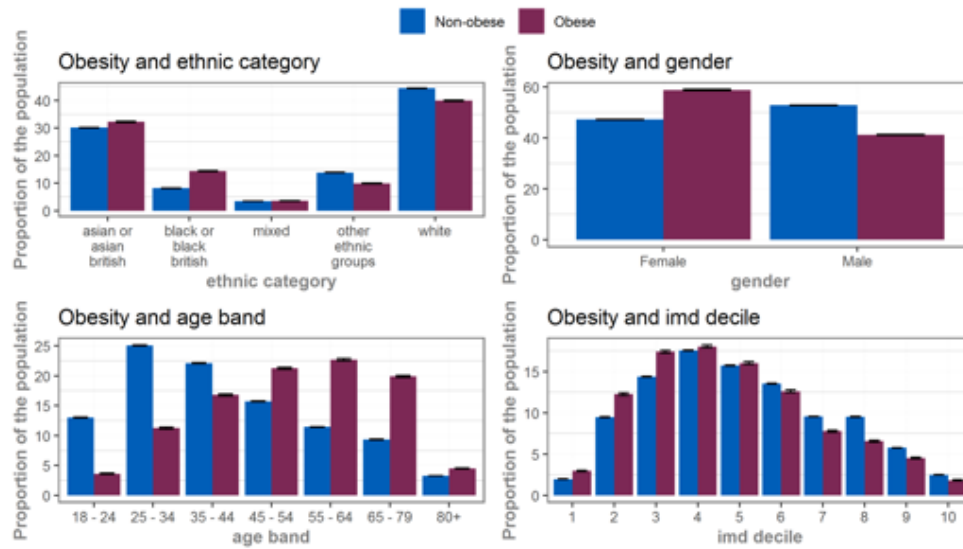 Non-obese
Obese
Obesity and ethnic category
Proportion of the population
40
30
20
10
0
asian or
asian
british
black or
black
british
mixed
other
ethnic
groups
white
ethnic category
Obesity and gender
Proportion of the population
60
40
20
0
Female
Male
gender
Obesity and age band
Proportion of the population
25
20
15
10
5
0
18 - 24
25 - 34
35 - 44
45 - 54
55 - 64
65 - 79
80+
age band
Obesity and imd decile
Proportion of the population
15
10
5
0
1
2
3
4
5
6
7
8
9
10
imd decile